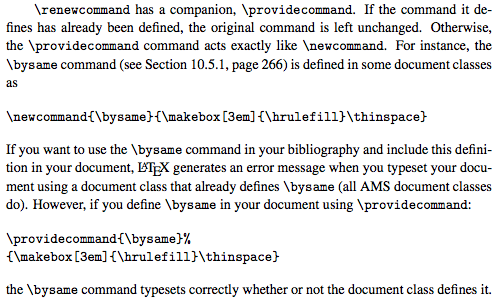 \renewcommand has a companion, \providecommand. If the command it de-
fines has already been defined, the original command is left unchanged. Otherwise,
the \providecommand command acts exactly like \newcommand. For instance, the
\bysame command (see Section 10.5.1, page 266) is defined in some document classes
as
\newcommand{\bysame}{\makebox[3em]{\hrulefill}\thinspace}
If you want to use the \bysame command in your bibliography and include this defini-
tion in your document, LATEX generates an error message when you typeset your docu-
ment using a document class that already defines \bysame (all AMS document classes
do). However, if you define \bysame in your document using \providecommand:
\providecommand{\bysame}%
{\makebox[3em]{\hrulefill}\thinspace}
the \bysame command typesets correctly whether or not the document class defines it.